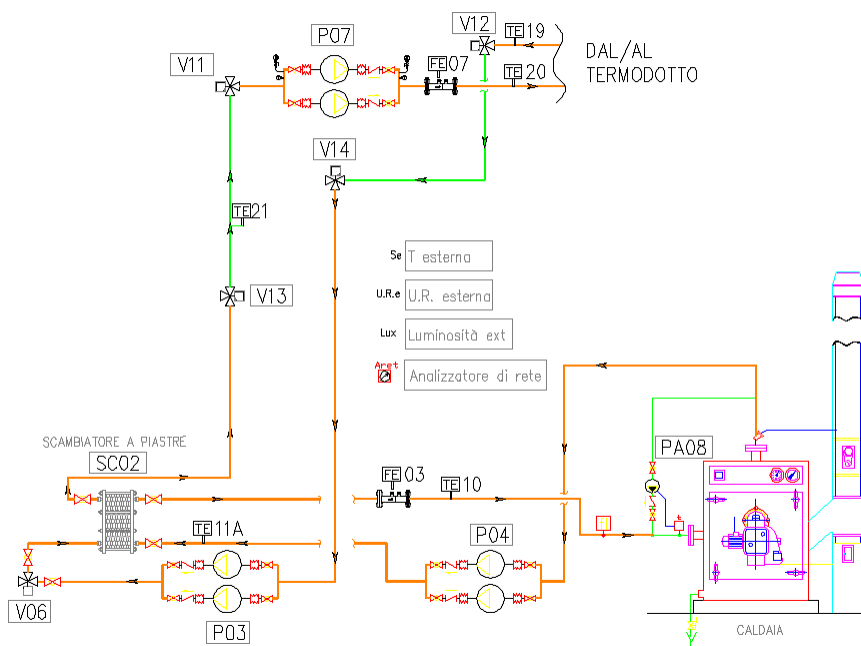 V12
TE 19
P07
DAL/AL
TERMODOTTO
V11
FE 07
TE 20
V14
TE 21
Se T esterna
V13
U.R.e U.R. esterna
Lux Luminosità ext
Aret
Analizzatore di rete
SCAMBIATORE A PIASTRE
SC02
PA08
FE 03
TE 10
TE 11A
t
P04
V06
P03
CALDAIA